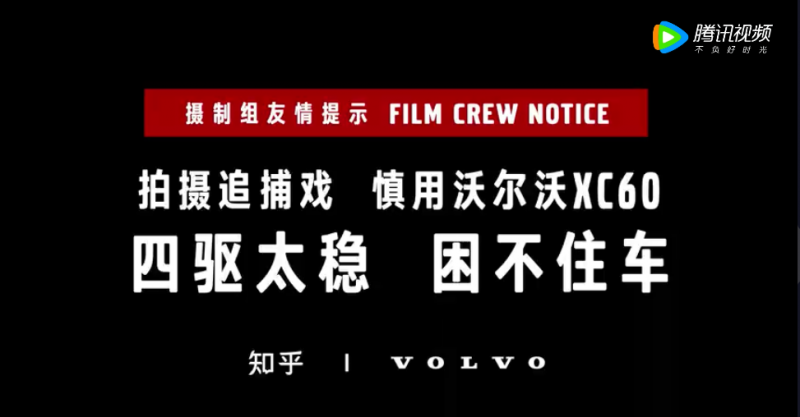 腾讯视频
不负好时光
摄制组友情提示 FILM CREW NOTICE
拍摄追捕戏 慎用沃尔沃XC60
四驱太稳 困不住车
知乎 | VOLVO